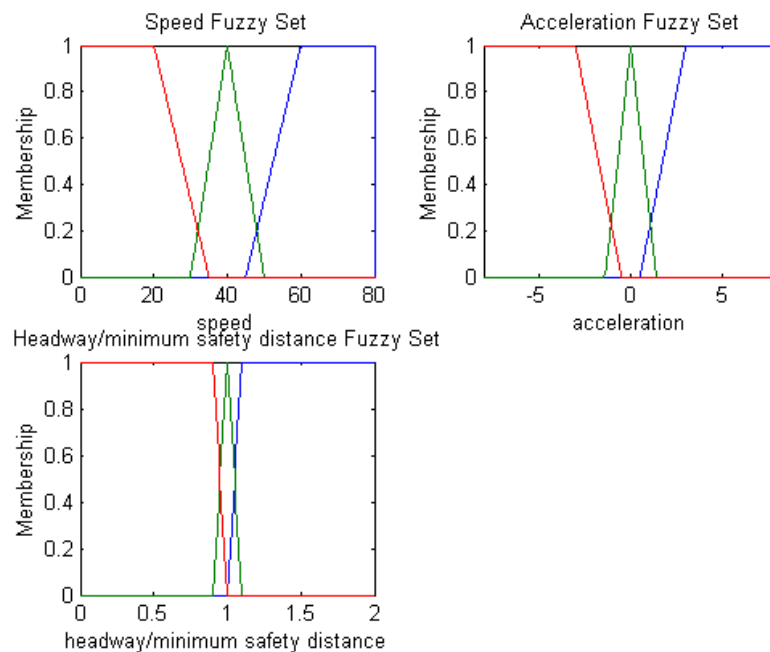 Speed Fuzzy Set
1
0.8
0.6
0.4
0.2
0
Membership
0 20 40 60 80
speed
Acceleration Fuzzy Set
1
0.8
0.6
0.4
0.2
0
Membership
-5 0 5
acceleration
Headway/minimum safety distance Fuzzy Set
1
0.8
0.6
0.4
0.2
0
Membership
0 0.5 1 1.5 2
headway/minimum safety distance